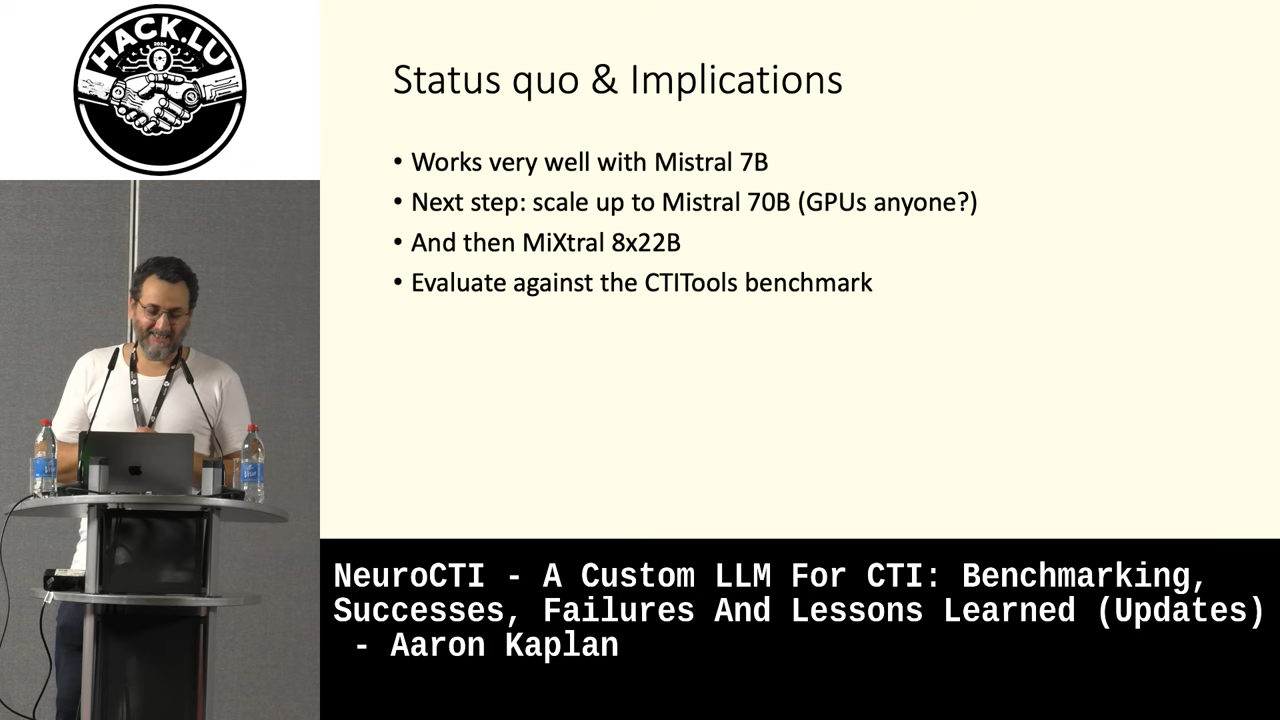 HACK.LU
2024
Status quo & Implications
• Works very well with Mistral 7B
• Next step: scale up to Mistral 70B (GPUs anyone?)
• And then MiXtral 8x22B
• Evaluate against the CTITools benchmark
NeuroCTI - A Custom LLM For CTI: Benchmarking,
Successes, Failures And Lessons Learned (Updates)
- Aaron Kaplan